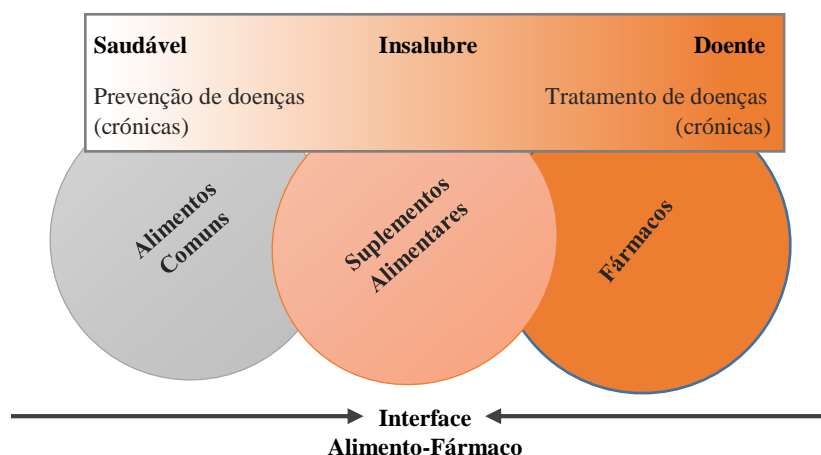 Saudável Insalubre Doente
Prevenção de doenças
(crónicas)
Tratamento de doenças
(crónicas)
Alimentos
Comuns
Suplementos
Alimentares
Fármacos
Interface
Alimento-Fármaco